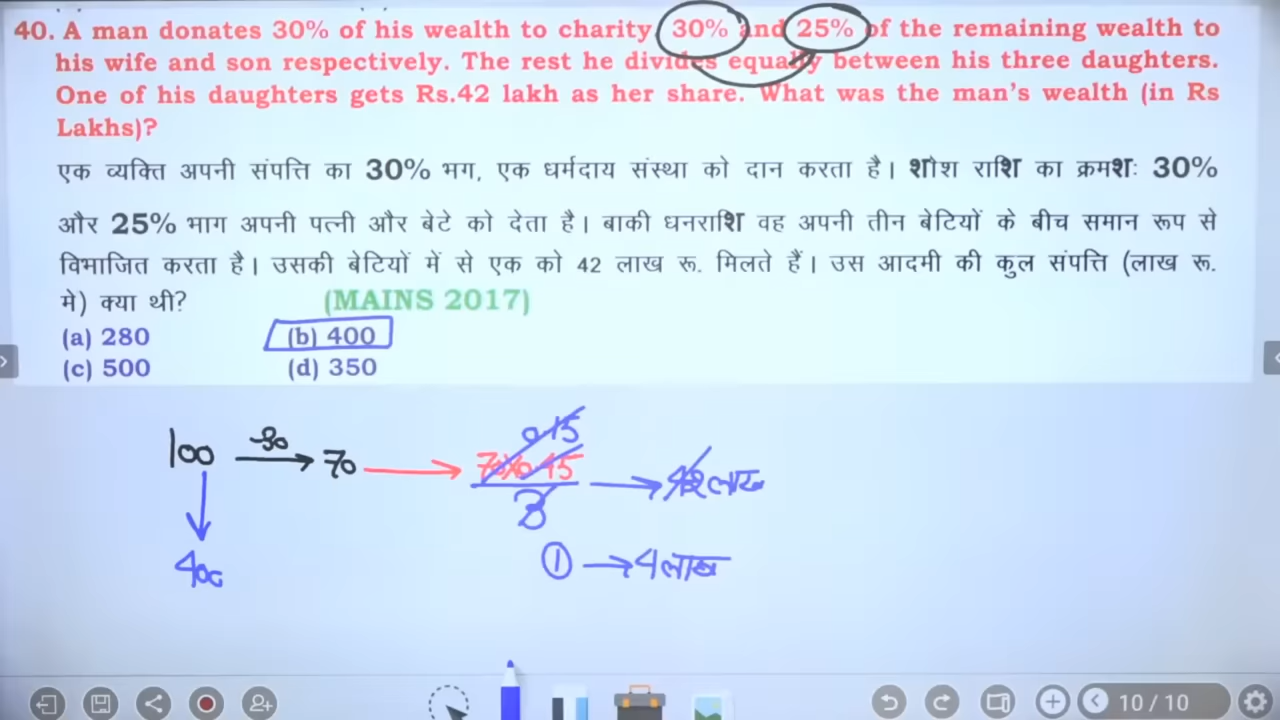 40. A man donates 30% of his wealth to charity 30% and 25% of the remaining wealth to
his wife and son respectively. The rest he divides equally between his three daughters.
One of his daughters gets Rs.42 lakh as her share. What was the man's wealth (in Rs
Lakhs)?
एक व्यक्ति अपनी संपत्ति का 30% भग, एक धर्मदाय संस्था को दान करता है। शोश राशि का क्रमशः 30%
और 25% भाग अपनी पत्नी और बेटे को देता है। बाकी धनराशि वह अपनी तीन बेटियों के बीच समान रूप से
विभाजित करता है। उसकी बेटियों में से एक को 42 लाख रू. मिलते हैं। उस आदमी की कुल संपत्ति (लाख रू.
मे) क्या थी? (MAINS 2017)
(a) 280 (b) 400
(c) 500 (d) 350
0.15
100 -30 70 70×0.45 42 लाख
3
400 1 → 4 लाख
10 / 10